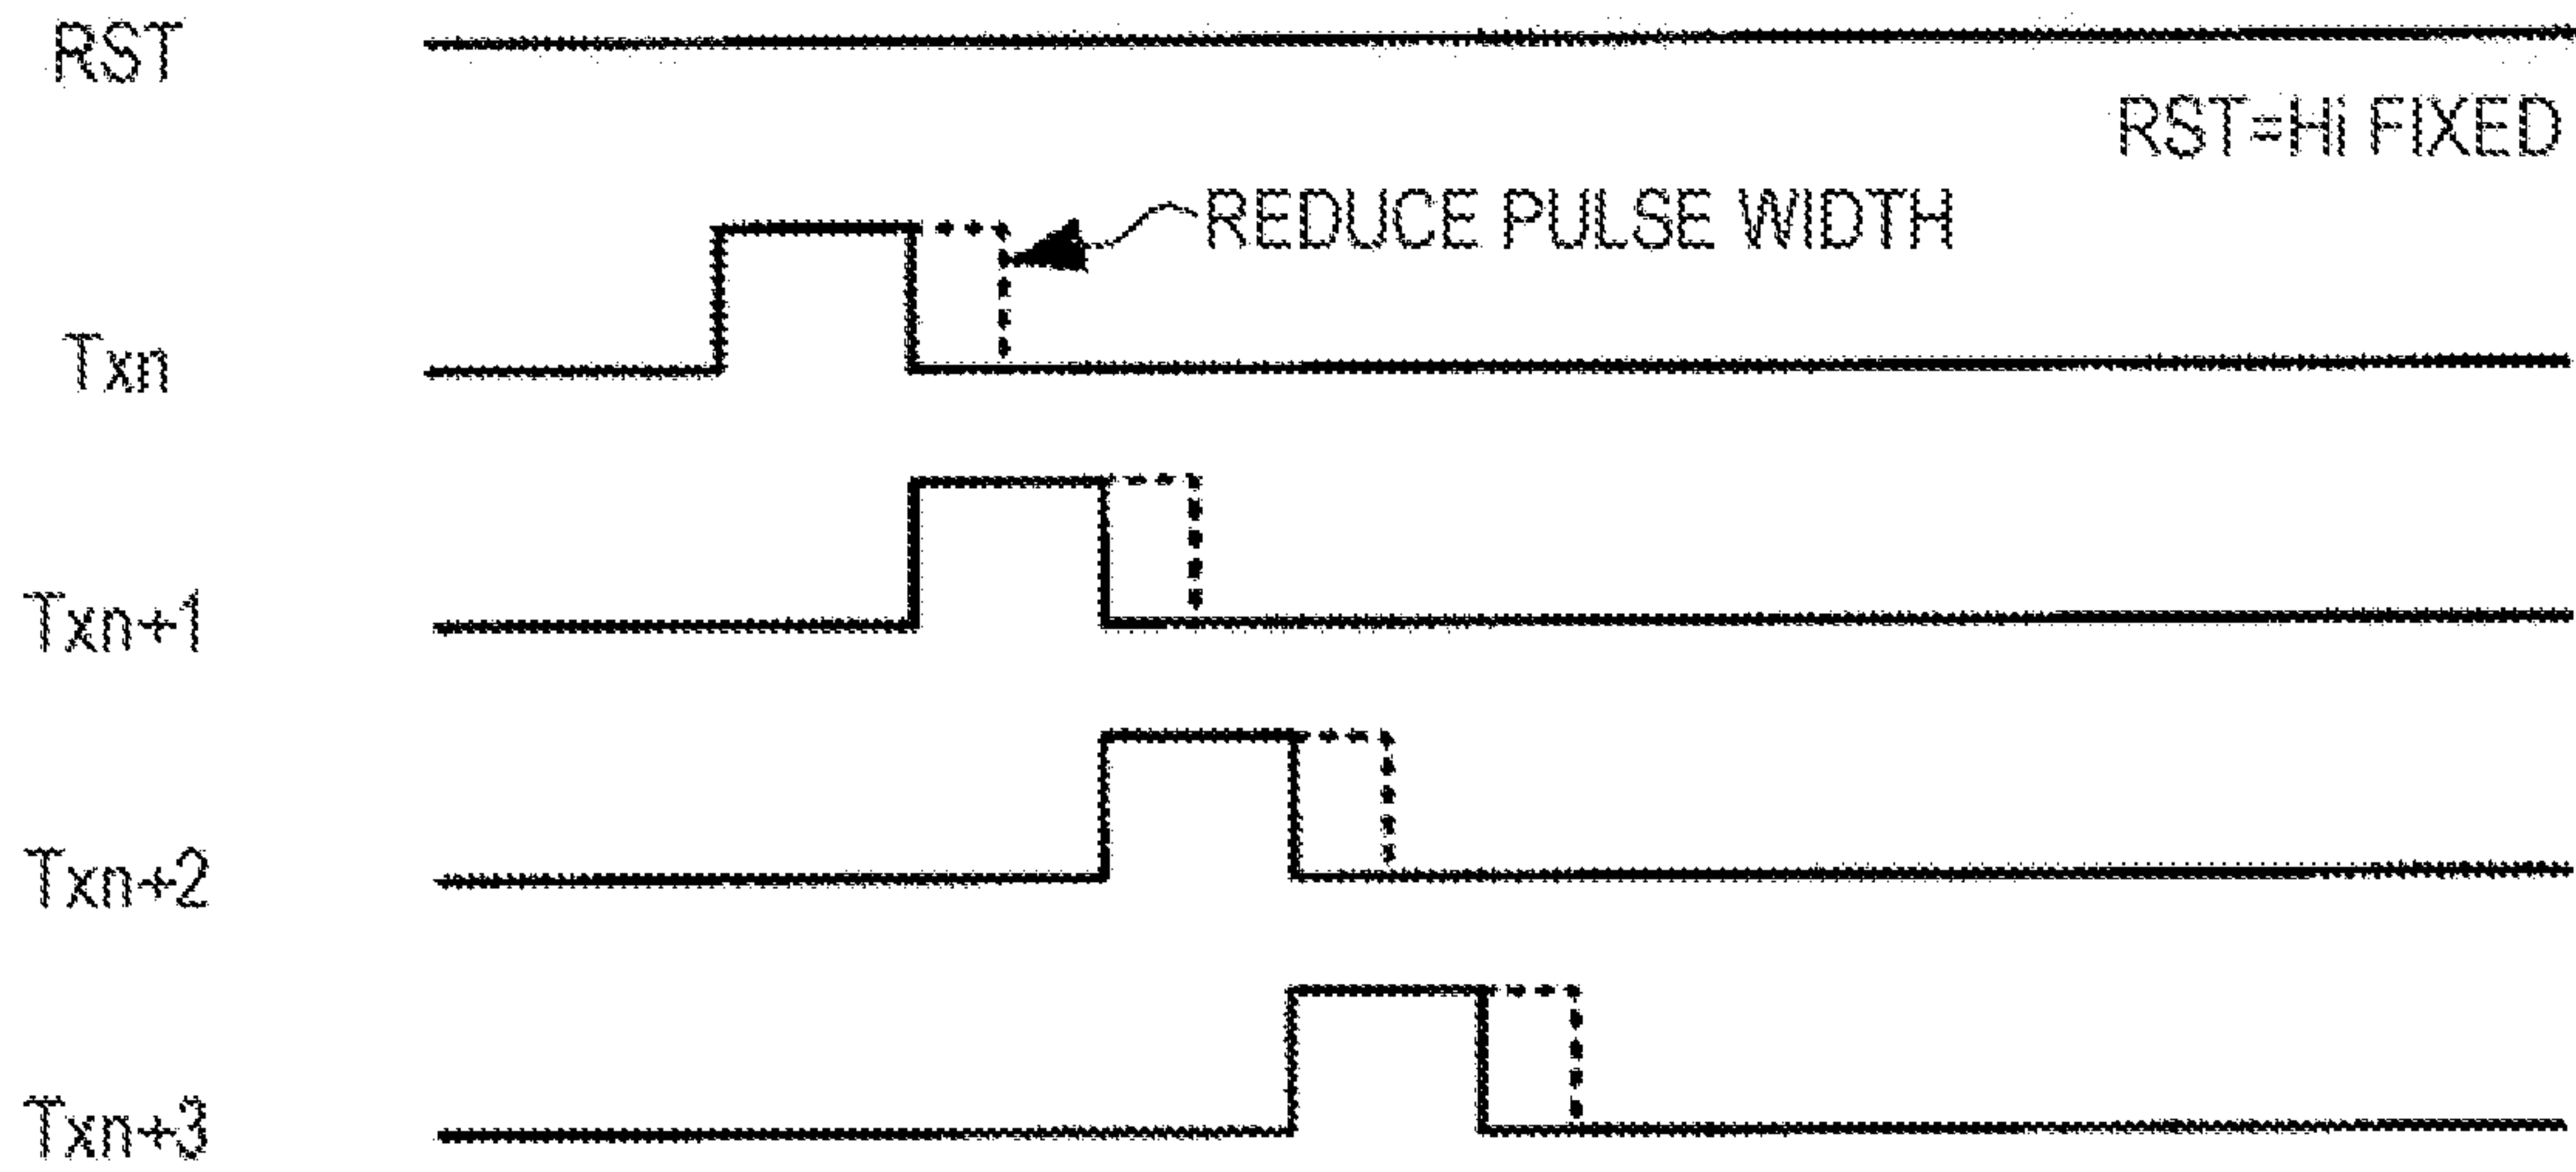 RST
RST=Hi FIXED
REDUCE PULSE WIDTH
Txn
Txn+1
Txn+2
Txn+3